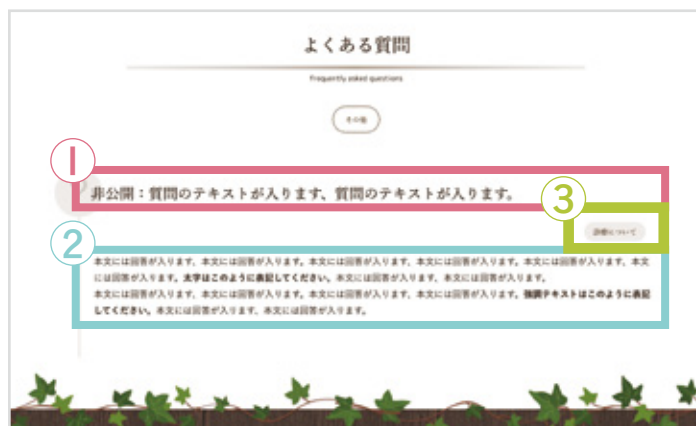 よくある質問
frequently asked questions
その他
①
非公開：質問のテキストが入ります、質問のテキストが入ります。
③
診療について
②
本文には回答が入ります、本文には回答が入ります。本文には回答が入ります、本文には回答が入ります。本文には回答が入ります、本文
には回答が入ります。太字はこのように表記してください。本文には回答が入ります、本文には回答が入ります。
本文には回答が入ります、本文には回答が入ります。本文には回答が入ります、本文には回答が入ります。強調テキストはこのように表記
してください。本文には回答が入ります、本文には回答が入ります。